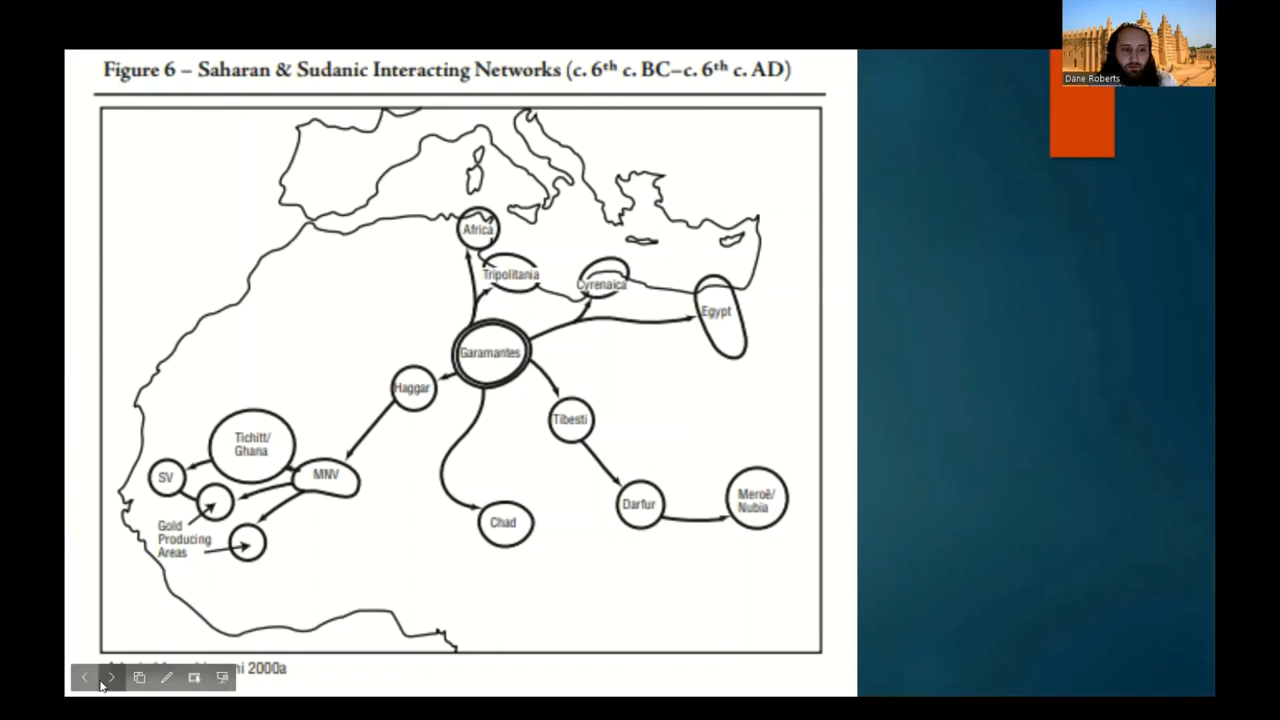 Dane Roberts
Figure 6 – Saharan & Sudanic Interacting Networks (c. 6th c. BC–c. 6th c. AD)
Africa
Tripolitania
Cyrenaica
Egypt
Garamantes
Haggar
Tibesti
Tichitt/
Ghana
MNV
SV
Meroë/
Nubia
Darfur
Chad
Gold
Producing
Areas
2000a